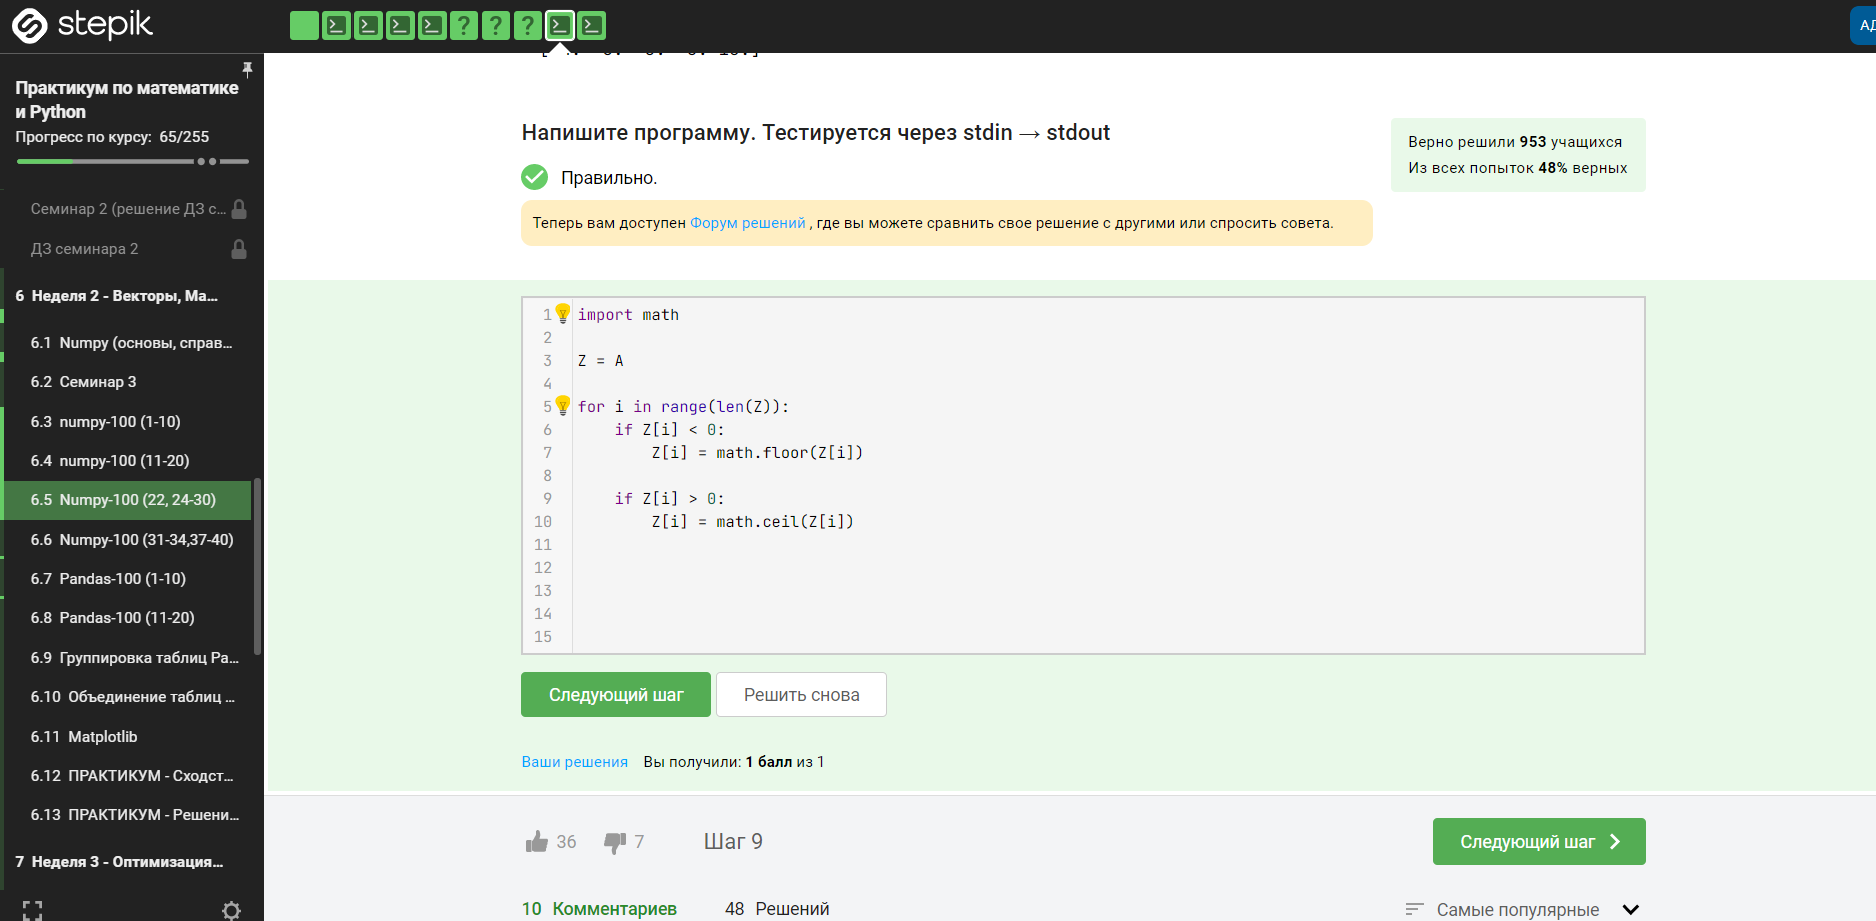 stepik
АД
Практикум по математике
и Python
Прогресс по курсу: 65/255
Семинар 2 (решение ДЗ с...
ДЗ семинара 2
6 Неделя 2 - Векторы, Ма...
6.1 Numpy (основы, справ...
6.2 Семинар 3
6.3 numpy-100 (1-10)
6.4 numpy-100 (11-20)
6.5 Numpy-100 (22, 24-30)
6.6 Numpy-100 (31-34,37-40)
6.7 Pandas-100 (1-10)
6.8 Pandas-100 (11-20)
6.9 Группировка таблиц Pa...
6.10 Объединение таблиц ...
6.11 Matplotlib
6.12 ПРАКТИКУМ - Сходст...
6.13 ПРАКТИКУМ - Решени...
7 Неделя 3 - Оптимизация...
Напишите программу. Тестируется через stdin → stdout
Правильно.
Теперь вам доступен Форум решений , где вы можете сравнить свое решение с другими или спросить совета.
Верно решили 953 учащихся
Из всех попыток 48% верных
1 import math
2
3 Z = A
4
5 for i in range(len(Z)):
6 if Z[i] < 0:
7 Z[i] = math.floor(Z[i])
8
9 if Z[i] > 0:
10 Z[i] = math.ceil(Z[i])
11
12
13
14
15
Следующий шаг
Решить снова
Ваши решения Вы получили: 1 балл из 1
36 7 Шаг 9
Следующий шаг
10 Комментариев 48 Решений
Самые популярные